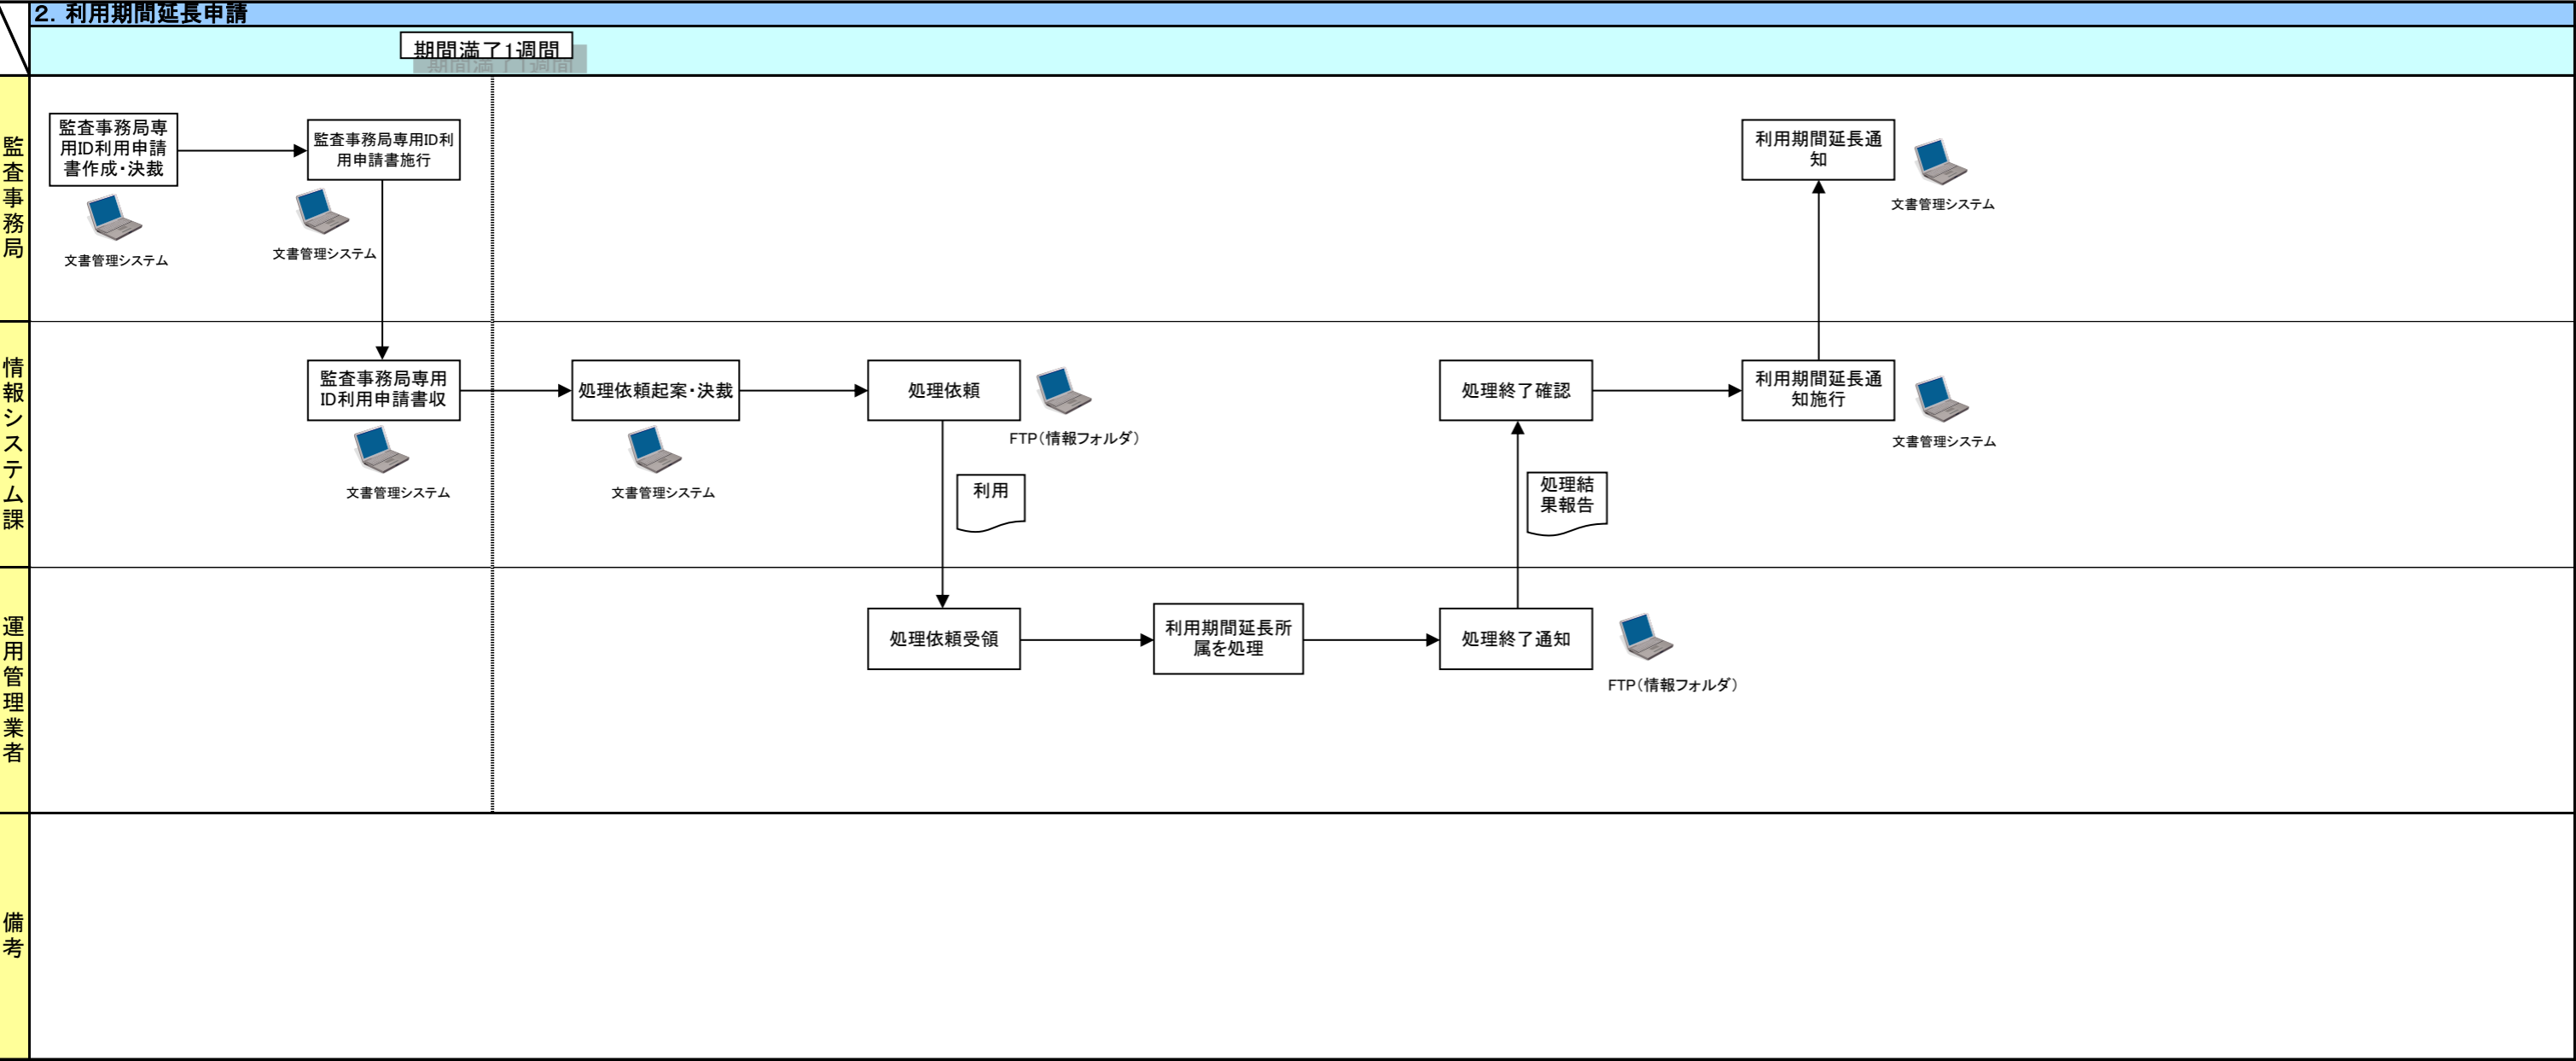 2．利用期間延長申請
期間満了1週間
監査事務局
監査事務局専
用ID利用申請
書作成・決裁
文書管理システム
監査事務局専用ID利
用申請書施行
文書管理システム
利用期間延長通
知
文書管理システム
情報システム課
監査事務局専用
ID利用申請書収
文書管理システム
処理依頼起案・決裁
文書管理システム
処理依頼
FTP（情報フォルダ）
利用
処理終了確認
処理結
果報告
利用期間延長通
知施行
文書管理システム
運用管理業者
処理依頼受領
利用期間延長所
属を処理
処理終了通知
FTP（情報フォルダ）
備考